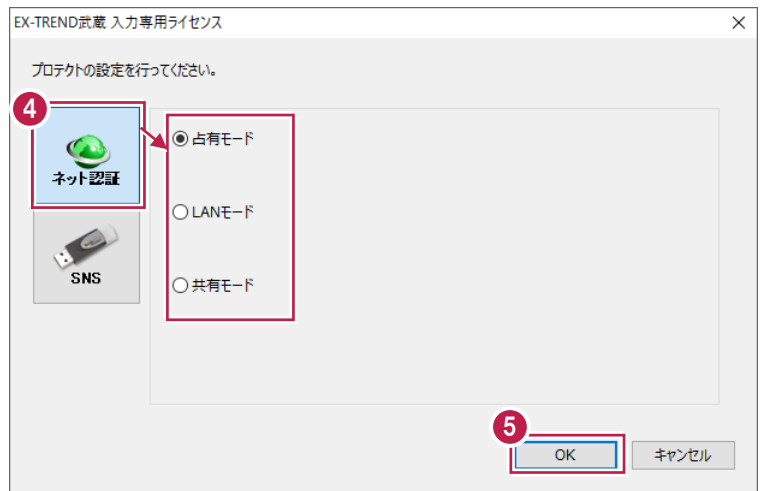 EX-TREND武蔵 入力専用ライセンス
プロテクトの設定を行ってください。
4
ネット認証
占有モード
LANモード
SNS
共有モード
5
OK
キャンセル